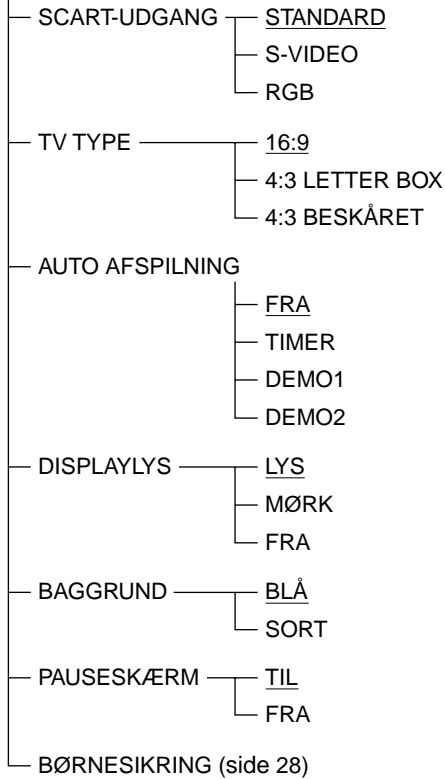 SCART-UDGANG STANDARD
S-VIDEO
RGB
TV TYPE 16:9
4:3 LETTER BOX
4:3 BESKÅRET
AUTO AFSPILNING
FRA
TIMER
DEMO1
DEMO2
DISPLAYLYS LYS
MØRK
FRA
BAGGRUND BLÅ
SORT
PAUSESKÆRM TIL
FRA
BØRNESIKRING (side 28)